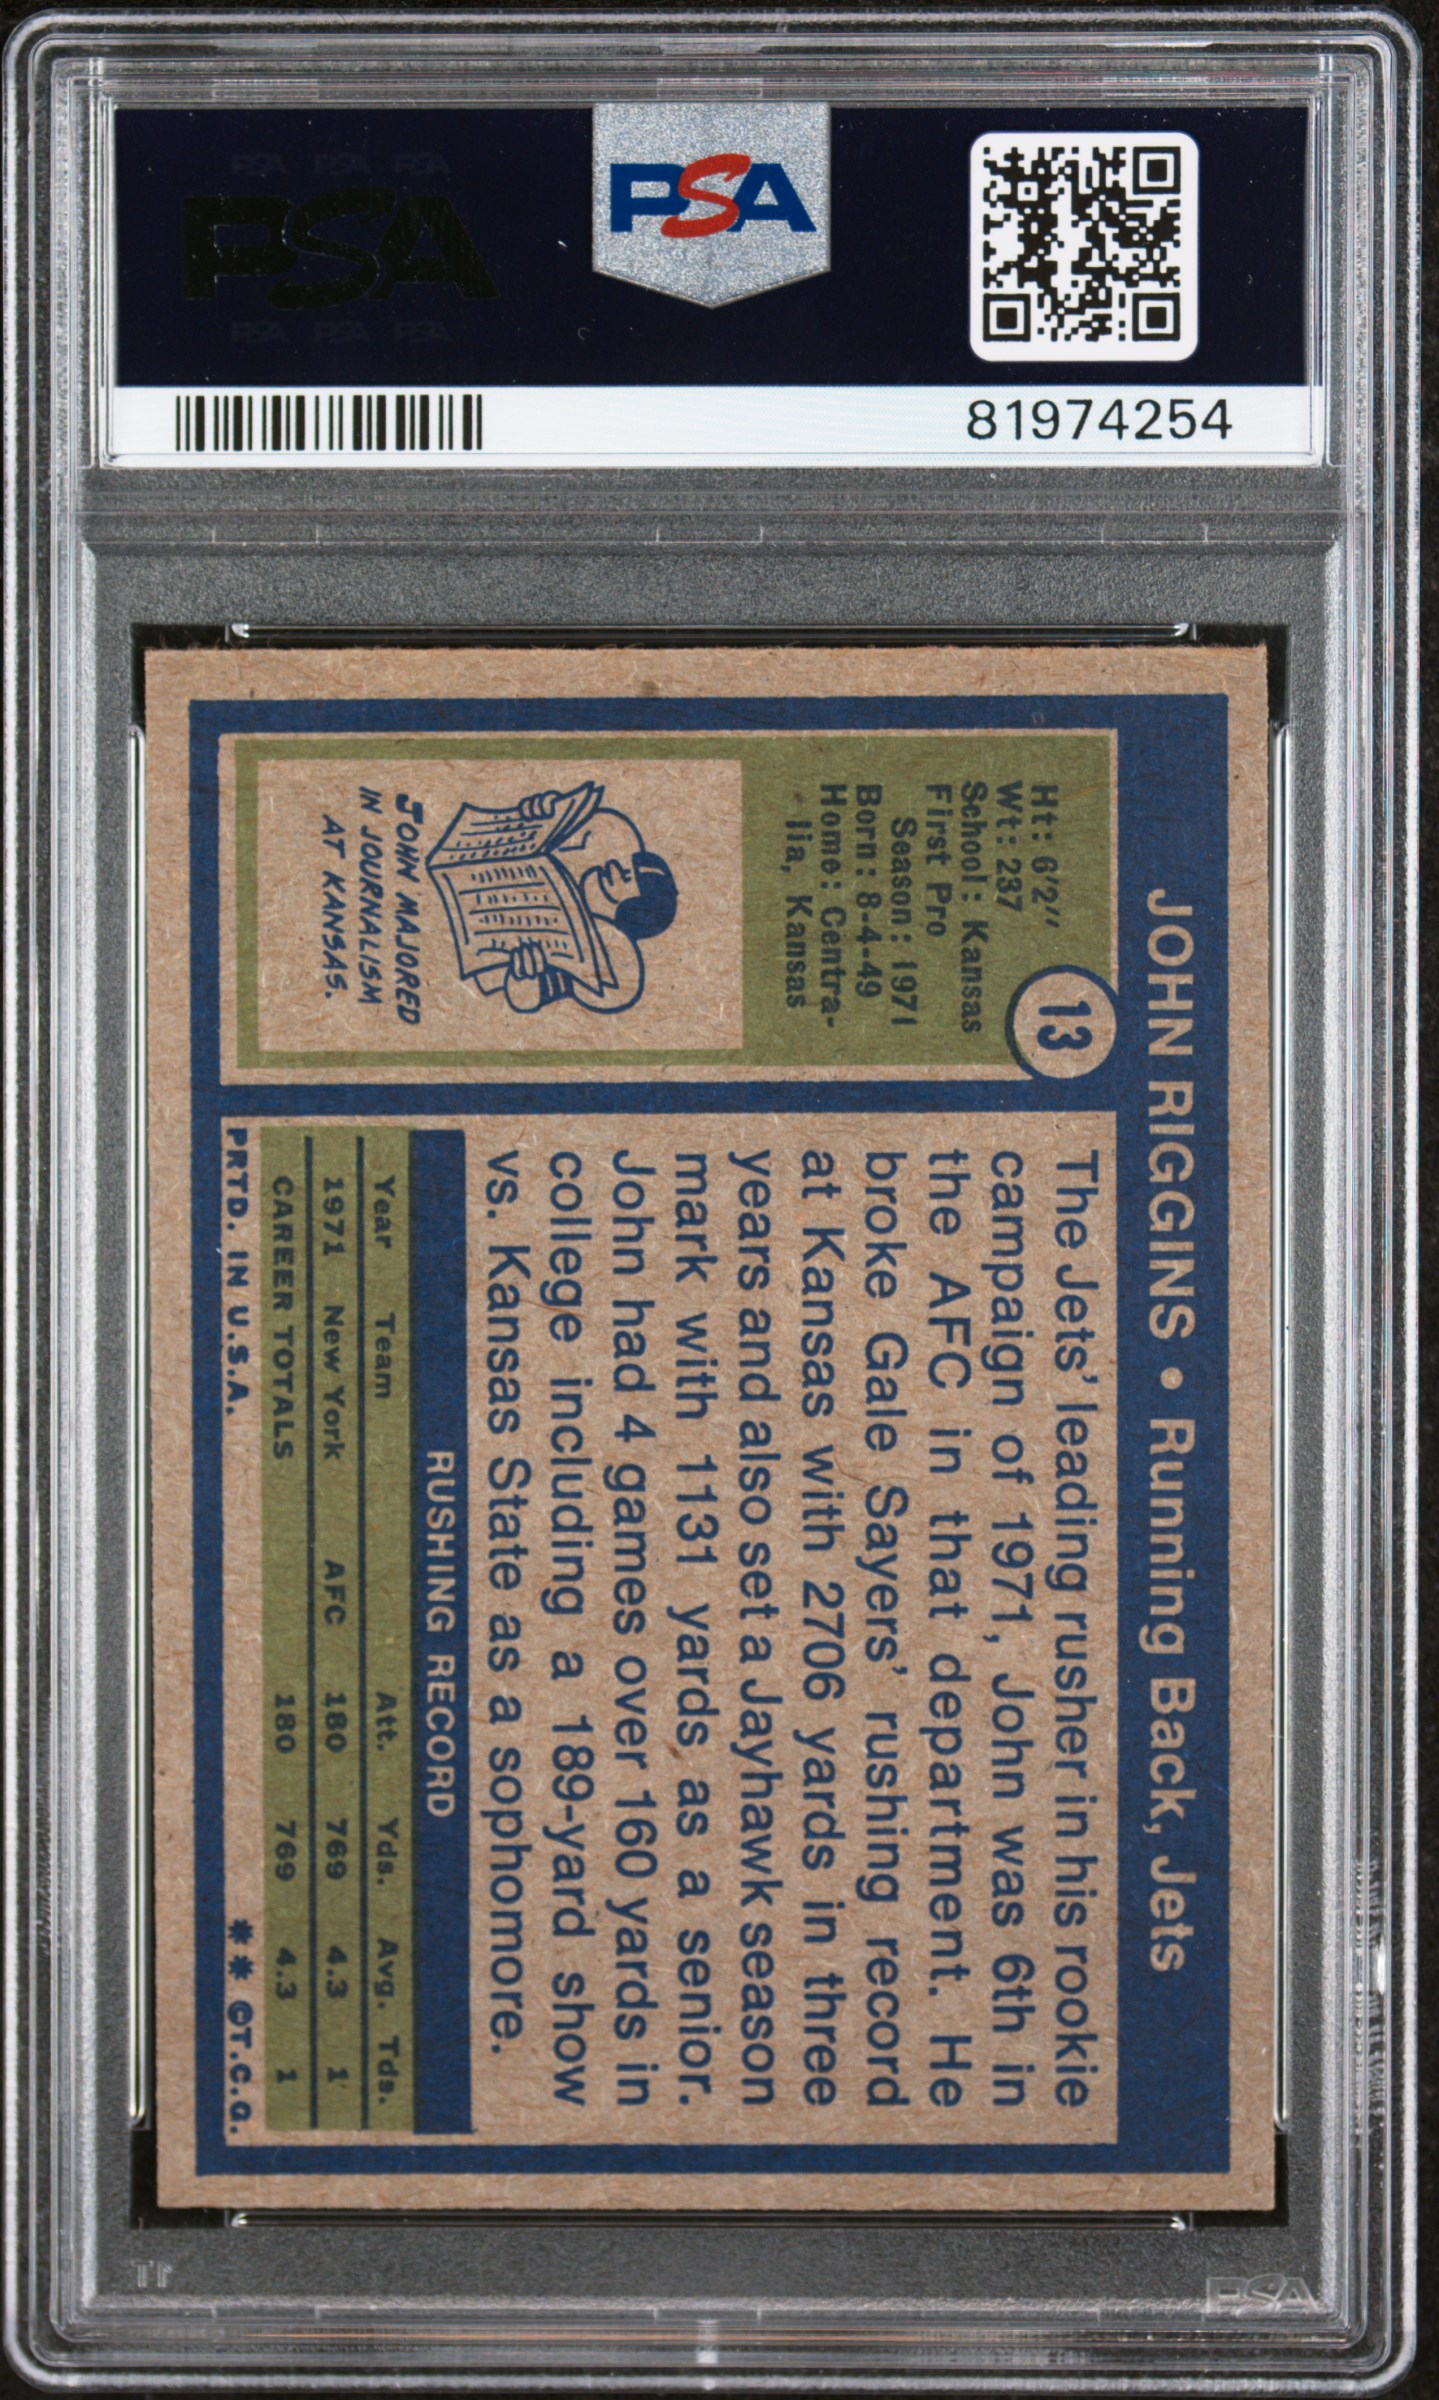 PSA PSA PSA
PSA
PSA PSA PSA
PSA
81974254
JOHN RIGGINS • Running Back, Jets
13
Ht: 6'2"
Wt: 237
School: Kansas
First Pro
Season: 1971
Born: 8-4-49
Home: Centra-
lia, Kansas
JOHN MAJORED
IN JOURNALISM
AT KANSAS.
The Jets' leading rusher in his rookie
campaign of 1971, John was 6th in
the AFC in that department. He
broke Gale Sayers' rushing record
at Kansas with 2706 yards in three
years and also set a Jayhawk season
mark with 1131 yards as a senior.
John had 4 games over 160 yards in
college including a 189-yard show
vs. Kansas State as a sophomore.
RUSHING RECORD
Year Team Att. Yds. Avg. Tds.
1971 New York AFC 180 769 4.3 1
CAREER TOTALS 180 769 4.3 1
PRTD. IN U.S.A. ** ©T.C.G.
PSA